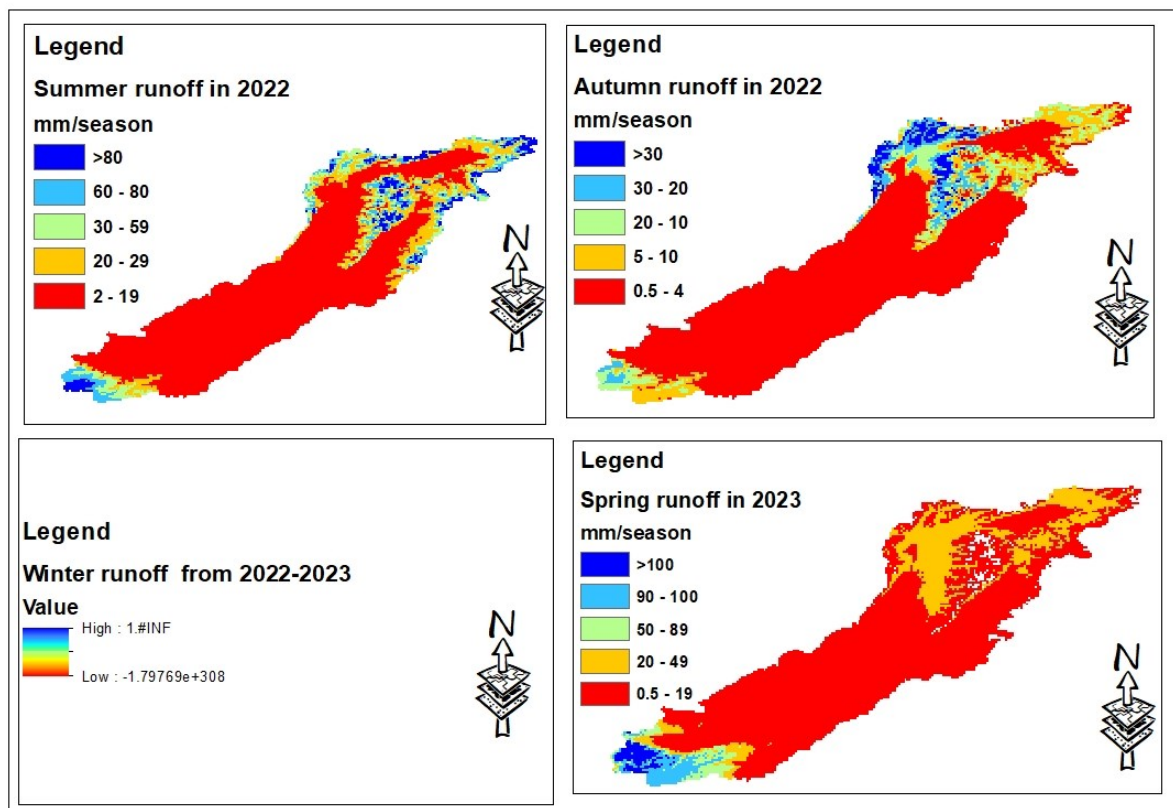 Legend
Summer runoff in 2022
mm/season
>80
60 - 80
30 - 59
20 - 29
2 - 19
N
Legend
Autumn runoff in 2022
mm/season
>30
30 - 20
20 - 10
5 - 10
0.5 - 4
N
Legend
Winter runoff  from 2022-2023
Value
High : 1.#INF
Low : -1.79769e+308
N
Legend
Spring runoff in 2023
mm/season
>100
90 - 100
50 - 89
20 - 49
0.5 - 19
N